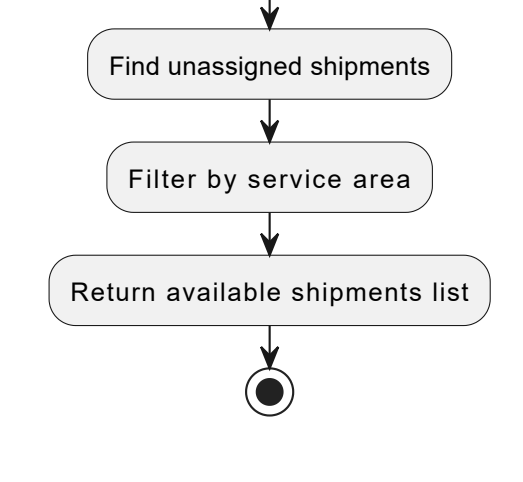 Find unassigned shipments
Filter by service area
Return available shipments list